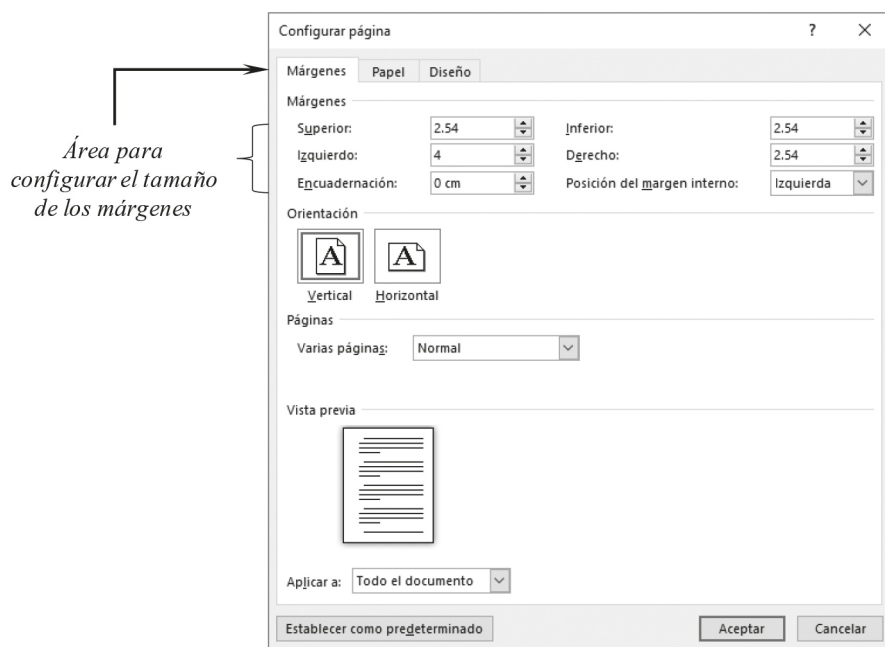 Configurar página ? ×
Márgenes Papel Diseño
Márgenes
Superior: 2.54 Inferior: 2.54
Izquierdo: 4 Derecho: 2.54
Encuadernación: 0 cm Posición del margen interno: Izquierda
Área para
configurar el tamaño
de los márgenes
Orientación
A A
Vertical Horizontal
Páginas
Varias páginas: Normal
Vista previa
Aplicar a: Todo el documento
Establecer como predeterminado Aceptar Cancelar